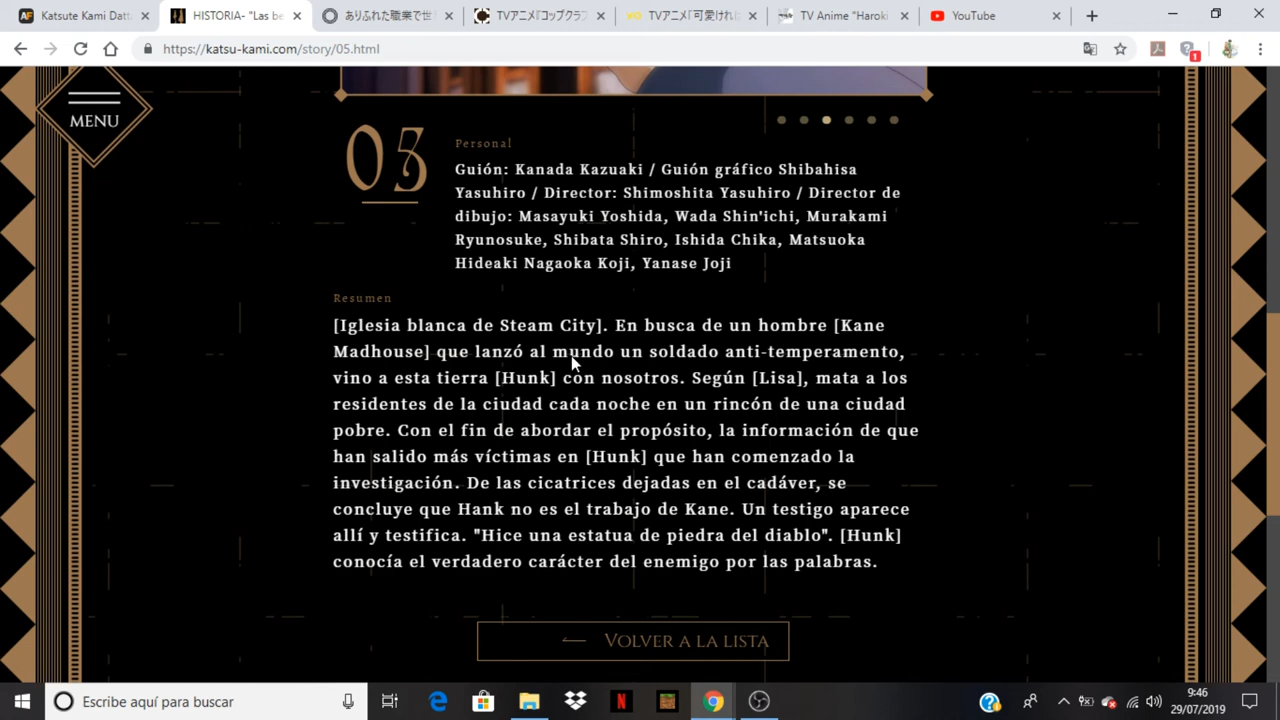 Katsute Kami Datt
HISTORIA- "Las be
ありふれた職業で世
TVアニメ『コップクラフ
TVアニメ「可愛ければ
TV Anime "Haroki
YouTube
https://katsu-kami.com/story/05.html
1
MENU
Personal
Guión: Kanada Kazuaki / Guión gráfico Shibahisa
Yasuhiro / Director: Shimoshita Yasuhiro / Director de
dibujo: Masayuki Yoshida, Wada Shin'ichi, Murakami
Ryunosuke, Shibata Shiro, Ishida Chika, Matsuoka
Hideaki Nagaoka Koji, Yanase Joji
Resumen
[Iglesia blanca de Steam City]. En busca de un hombre [Kane
Madhouse] que lanzó al mundo un soldado anti-temperamento,
vino a esta tierra [Hunk] con nosotros. Según [Lisa], mata a los
residentes de la ciudad cada noche en un rincón de una ciudad
pobre. Con el fin de abordar el propósito, la información de que
han salido más víctimas en [Hunk] que han comenzado la
investigación. De las cicatrices dejadas en el cadáver, se
concluye que Hank no es el trabajo de Kane. Un testigo aparece
allí y testifica. "Hice una estatua de piedra del diablo". [Hunk]
conocía el verdadero carácter del enemigo por las palabras.
Volver a la lista
Escribe aquí para buscar
9:46
29/07/2019